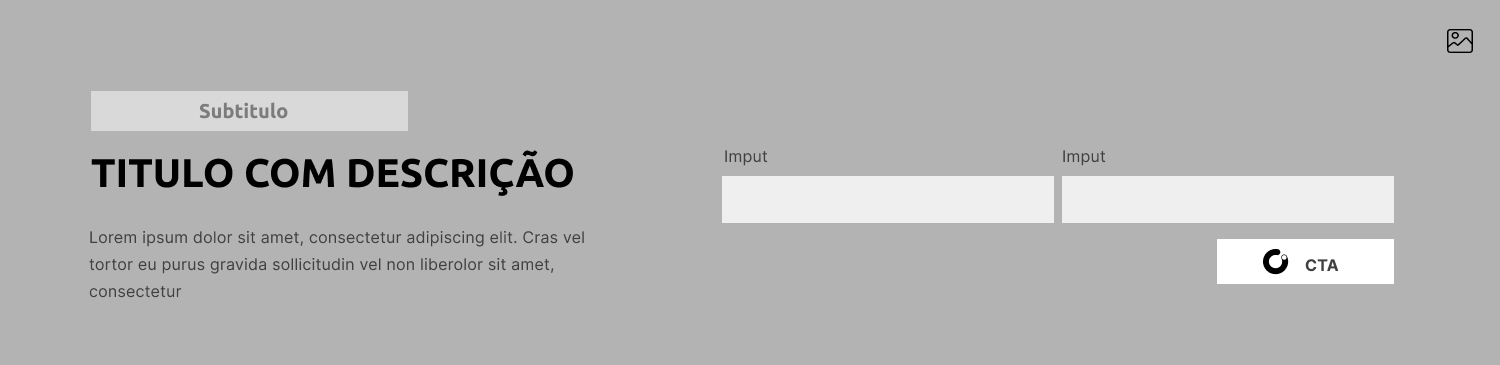 Subtitulo
TITULO COM DESCRIÇÃO
Lorem ipsum dolor sit amet, consectetur adipiscing elit. Cras vel
tortor eu purus gravida sollicitudin vel non liberolor sit amet,
consectetur
Imput
Imput
CTA